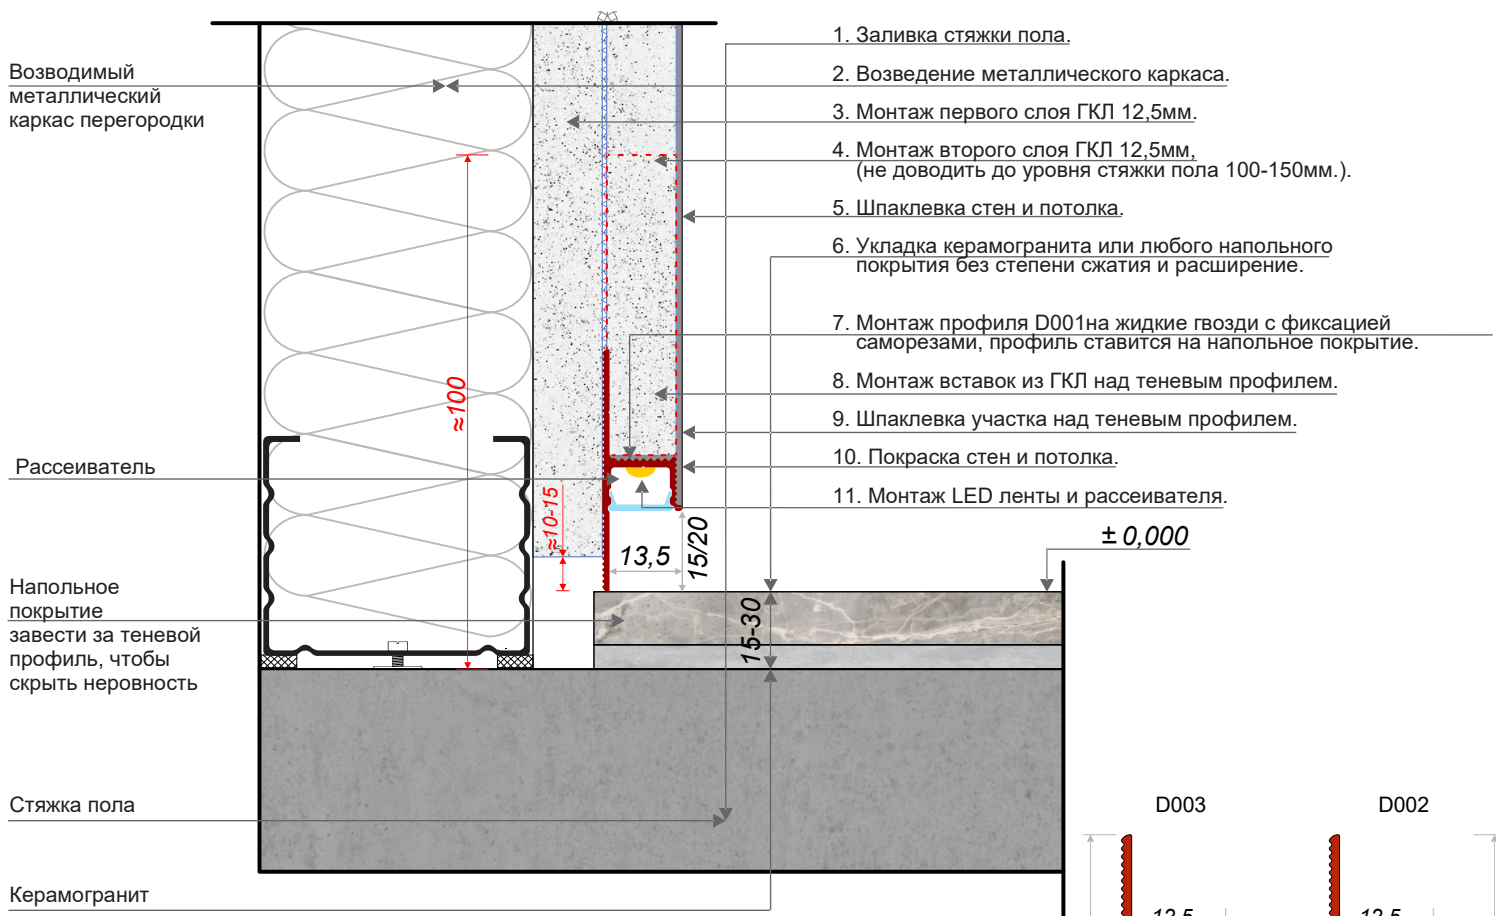 Возводимый
металлический
каркас перегородки
Рассеиватель
Напольное
покрытие
завести за теневой
профиль, чтобы
скрыть неровность
Стяжка пола
Керамогранит
1. Заливка стяжки пола.
2. Возведение металлического каркаса.
3. Монтаж первого слоя ГКЛ 12,5мм.
4. Монтаж второго слоя ГКЛ 12,5мм,
(не доводить до уровня стяжки пола 100-150мм.).
5. Шпаклевка стен и потолка.
6. Укладка керамогранита или любого напольного
покрытия без степени сжатия и расширение.
7. Монтаж профиля D001на жидкие гвозди с фиксацией
саморезами, профиль ставится на напольное покрытие.
8. Монтаж вставок из ГКЛ над теневым профилем.
9. Шпаклевка участка над теневым профилем.
10. Покраска стен и потолка.
11. Монтаж LED ленты и рассеивателя.
± 0,000
≈100
≈10-15
13,5
15/20
15-30
D003
D002
12,5
12,5